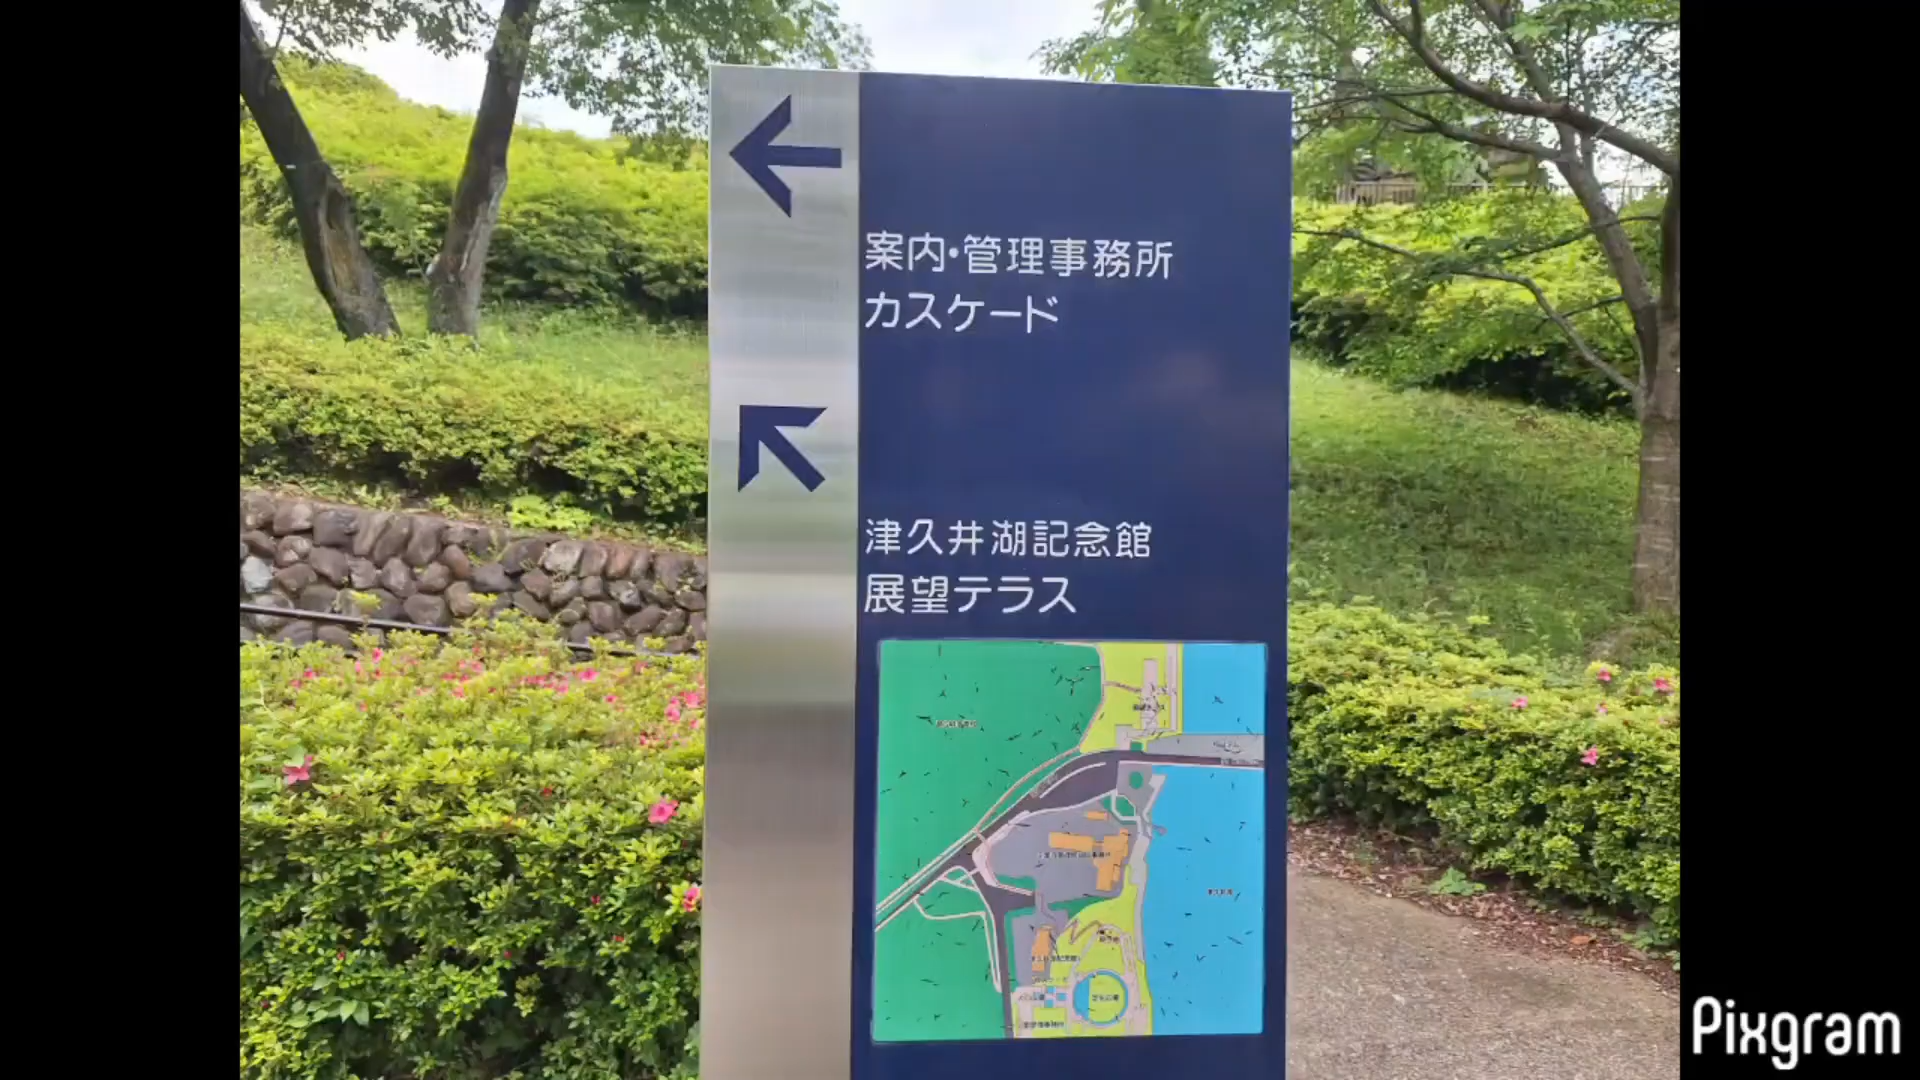 案内・管理事務所
カスケード
津久井湖記念館
展望テラス
Pixgram